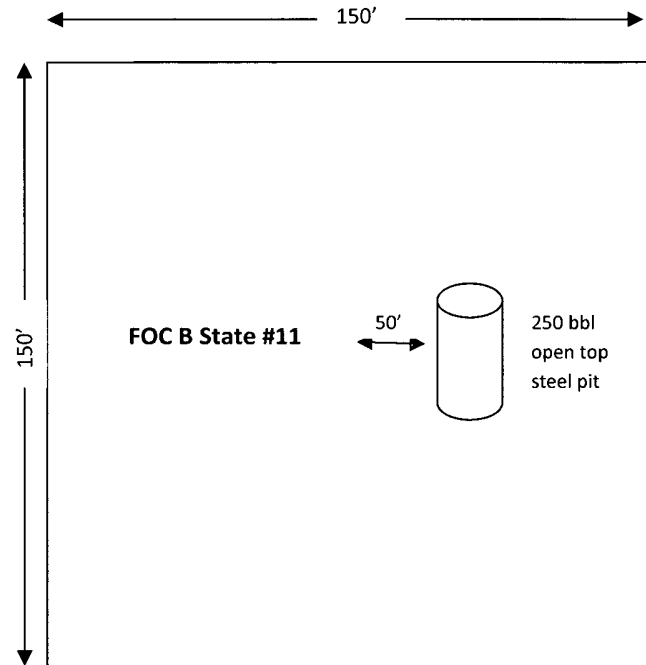 150'
150'
FOC B State #11
50'
250 bbl
open top
steel pit